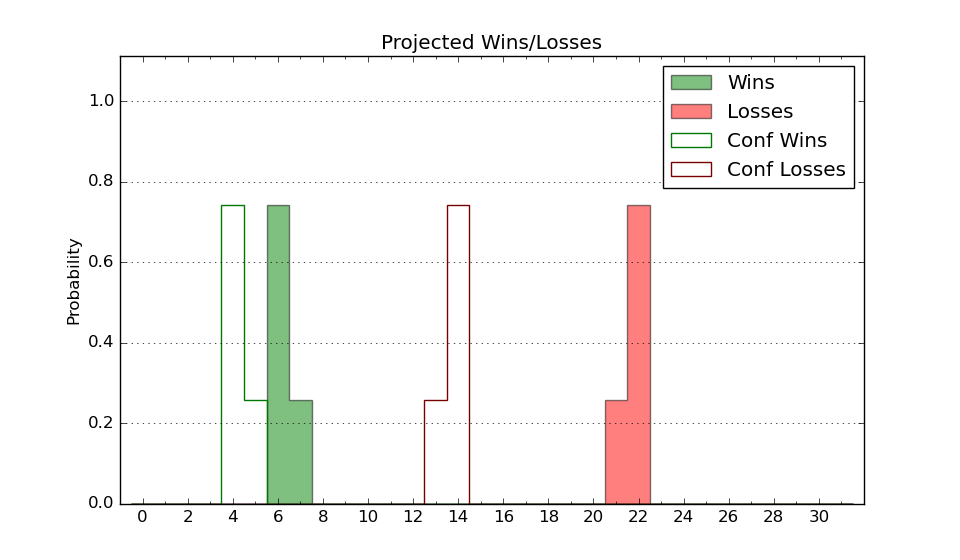 Projected Wins/Losses
Wins
Losses
Conf Wins
Conf Losses
Probability
1.0
0.8
0.6
0.4
0.2
0.0
0 2 4 6 8 10 12 14 16 18 20 22 24 26 28 30